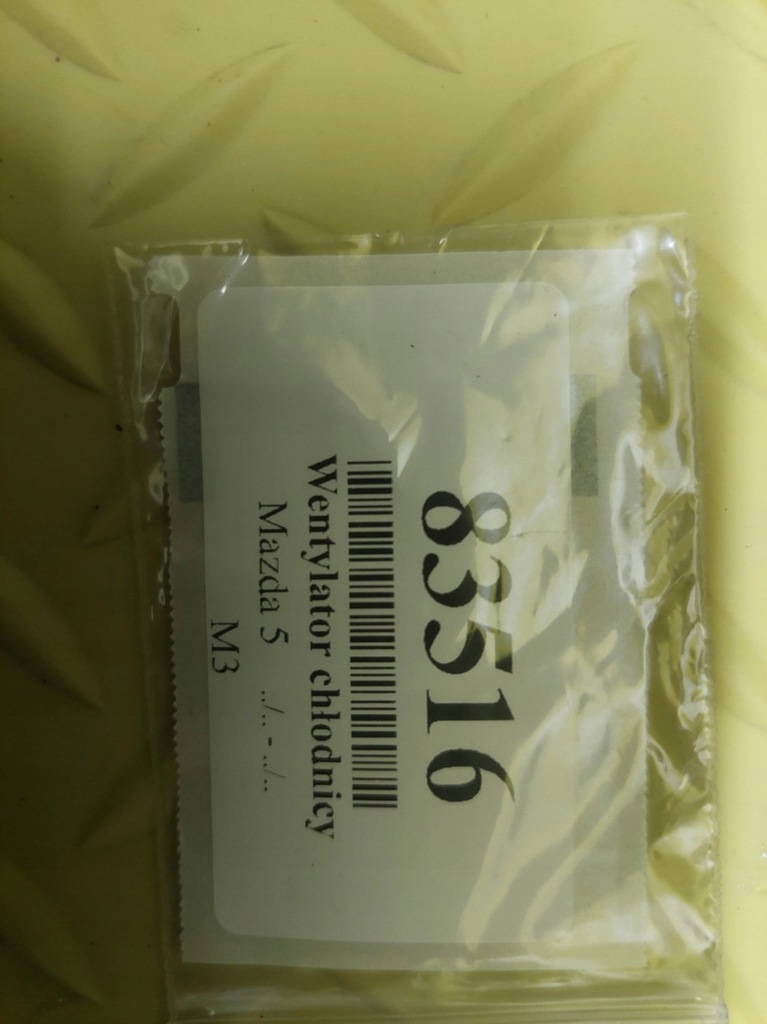 83516
Wentylator chłodnicy
Mazda 5 ../.. - ../..
M3